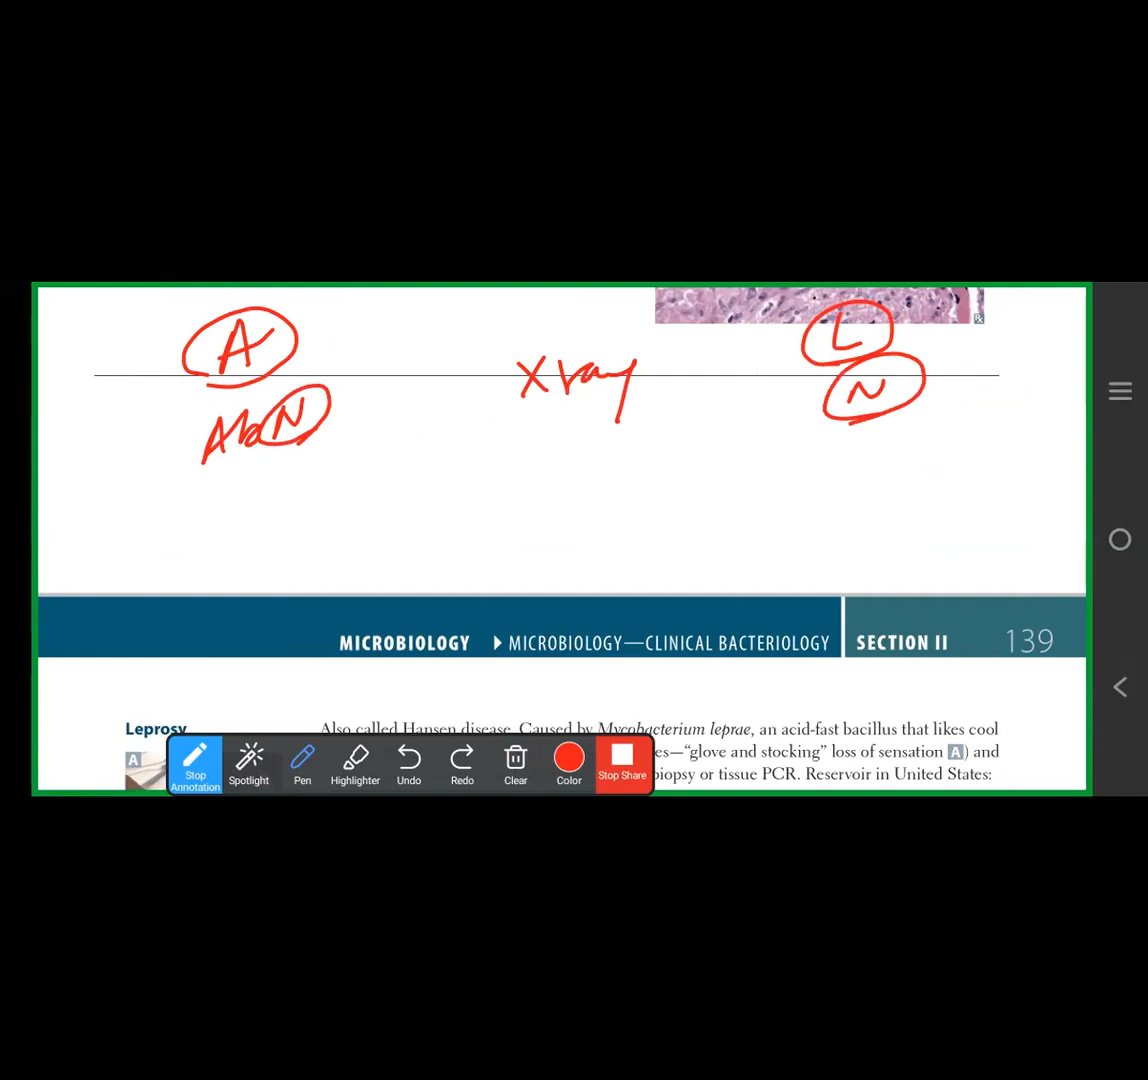 A
L
X ray
N
AbN
MICROBIOLOGY ▶ MICROBIOLOGY—CLINICAL BACTERIOLOGY SECTION II 139
Leprosy Also called Hansen disease. Caused by Mycobacterium leprae, an acid-fast bacillus that likes cool
A es—“glove and stocking” loss of sensation A) and
biopsy or tissue PCR. Reservoir in United States:
Stop Annotation
Spotlight
Pen
Highlighter
Undo
Redo
Clear
Color
Stop Share